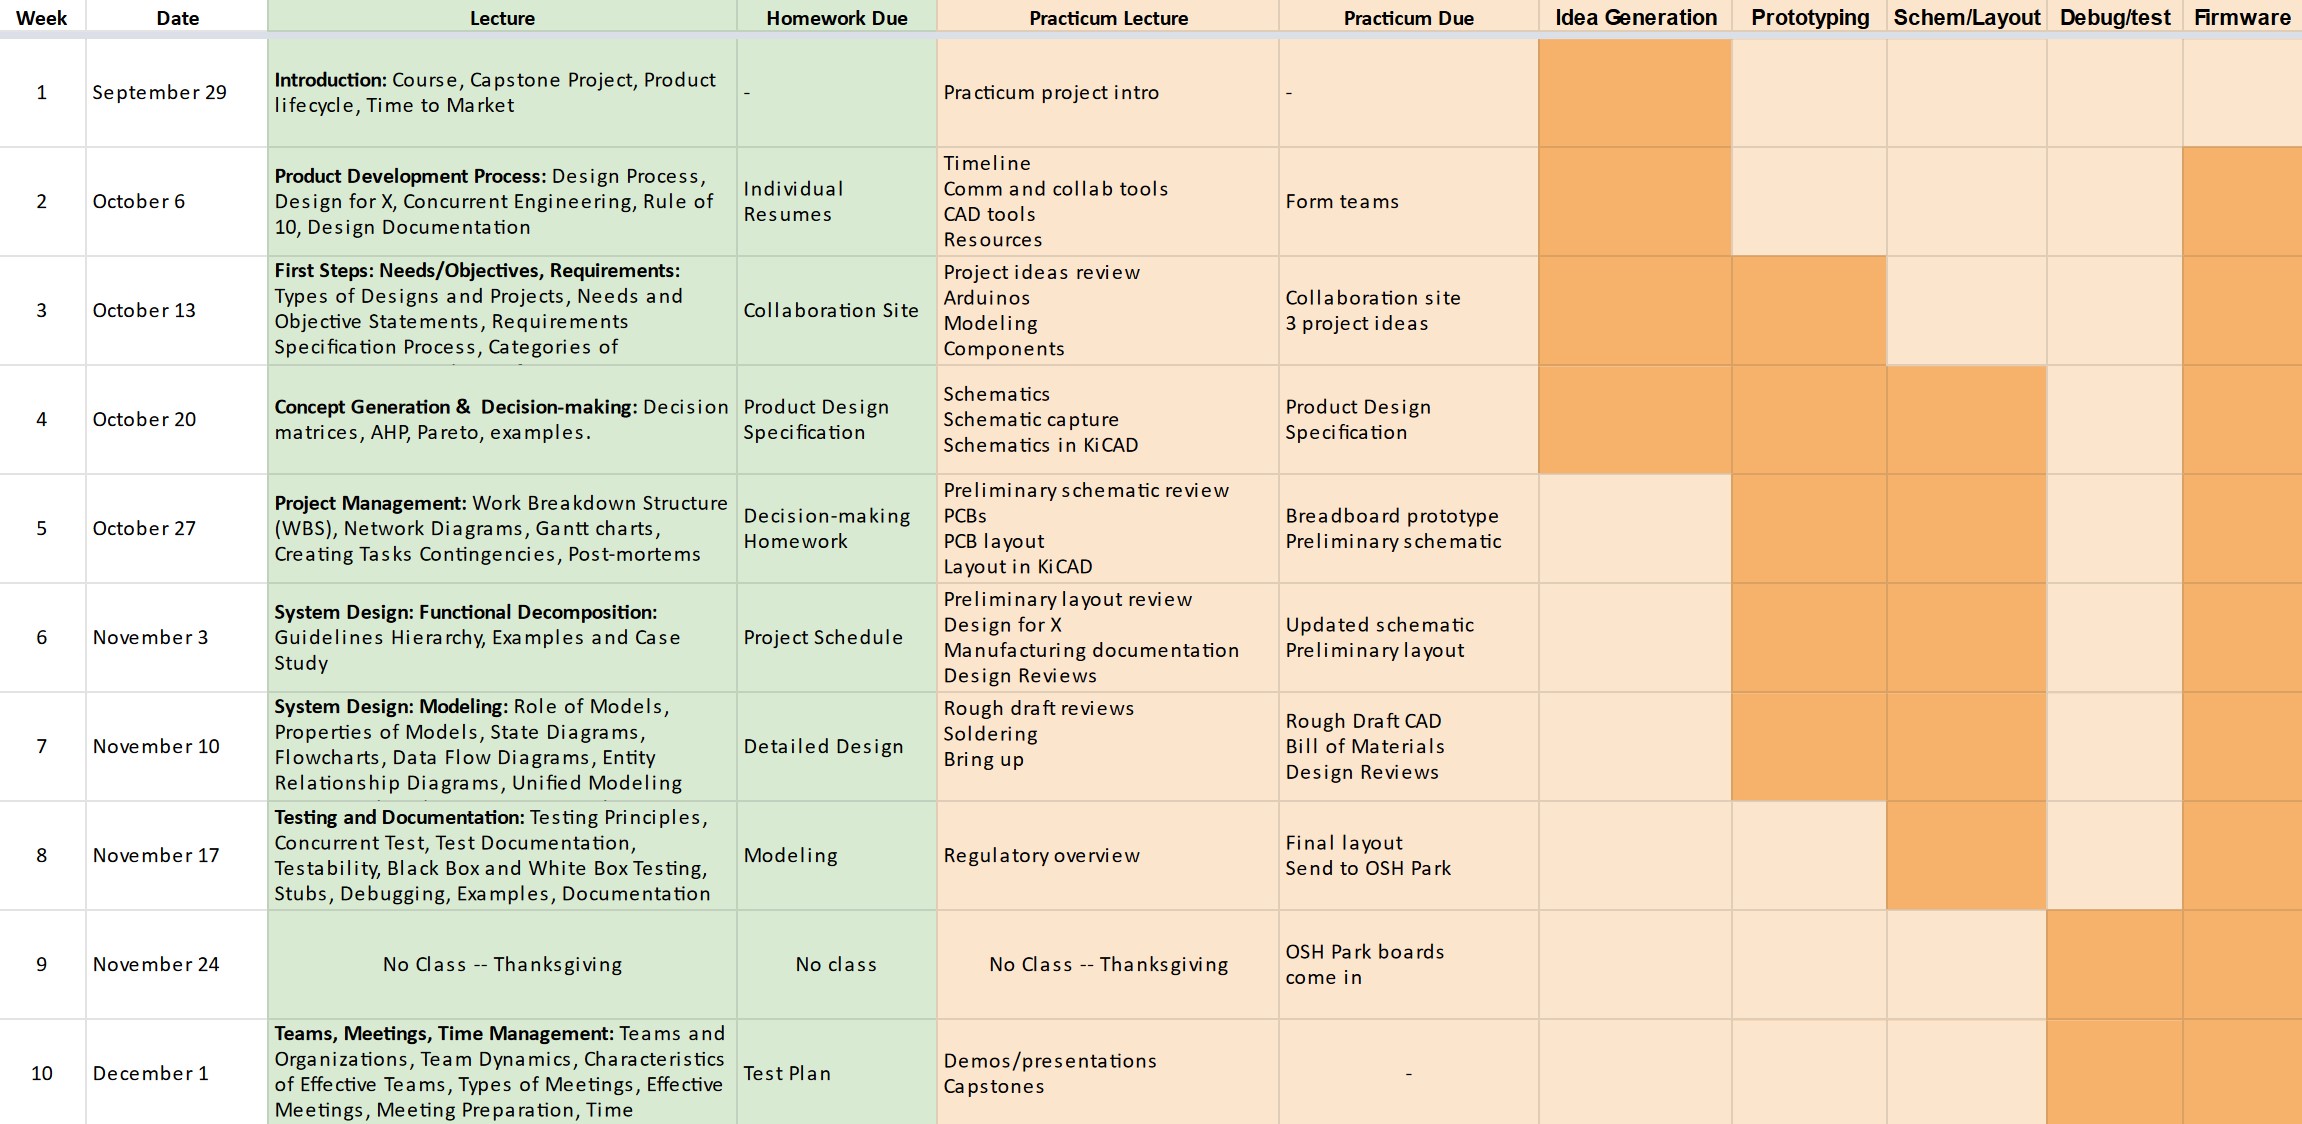 Week Date Lecture Homework Due Practicum Lecture Practicum Due Idea Generation Prototyping Schem/Layout Debug/test Firmware
1
September 29
Introduction: Course, Capstone Project, Product
lifecycle, Time to Market
-
Practicum project intro
-
2
October 6
Product Development Process: Design Process,
Design for X, Concurrent Engineering, Rule of
10, Design Documentation
Individual
Resumes
Timeline
Comm and collab tools
CAD tools
Resources
Form teams
3
October 13
First Steps: Needs/Objectives, Requirements:
Types of Designs and Projects, Needs and
Objective Statements, Requirements
Specification Process, Categories of
Collaboration Site
Project ideas review
Arduinos
Modeling
Components
Collaboration site
3 project ideas
4
October 20
Concept Generation &  Decision-making: Decision
matrices, AHP, Pareto, examples.
Product Design
Specification
Schematics
Schematic capture
Schematics in KiCAD
Product Design
Specification
5
October 27
Project Management: Work Breakdown Structure
(WBS), Network Diagrams, Gantt charts,
Creating Tasks Contingencies, Post-mortems
Decision-making
Homework
Preliminary schematic review
PCBs
PCB layout
Layout in KiCAD
Breadboard prototype
Preliminary schematic
6
November 3
System Design: Functional Decomposition:
Guidelines Hierarchy, Examples and Case
Study
Project Schedule
Preliminary layout review
Design for X
Manufacturing documentation
Design Reviews
Updated schematic
Preliminary layout
7
November 10
System Design: Modeling: Role of Models,
Properties of Models, State Diagrams,
Flowcharts, Data Flow Diagrams, Entity
Relationship Diagrams, Unified Modeling
Detailed Design
Rough draft reviews
Soldering
Bring up
Rough Draft CAD
Bill of Materials
Design Reviews
8
November 17
Testing and Documentation: Testing Principles,
Concurrent Test, Test Documentation,
Testability, Black Box and White Box Testing,
Stubs, Debugging, Examples, Documentation
Modeling
Regulatory overview
Final layout
Send to OSH Park
9
November 24
No Class -- Thanksgiving
No class
No Class -- Thanksgiving
OSH Park boards
come in
10
December 1
Teams, Meetings, Time Management: Teams and
Organizations, Team Dynamics, Characteristics
of Effective Teams, Types of Meetings, Effective
Meetings, Meeting Preparation, Time
Test Plan
Demos/presentations
Capstones
-